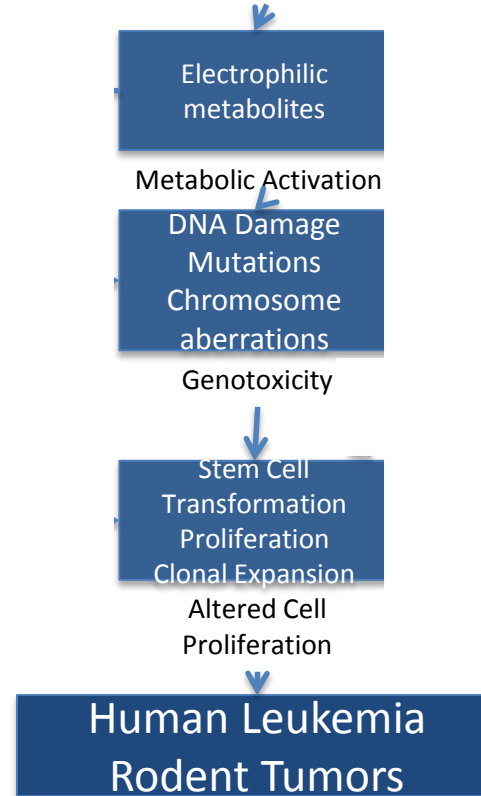 Electrophilic
metabolites
Metabolic Activation
DNA Damage
Mutations
Chromosome
aberrations
Genotoxicity
Stem Cell
Transformation
Proliferation
Clonal Expansion
Altered Cell
Proliferation
Human Leukemia
Rodent Tumors